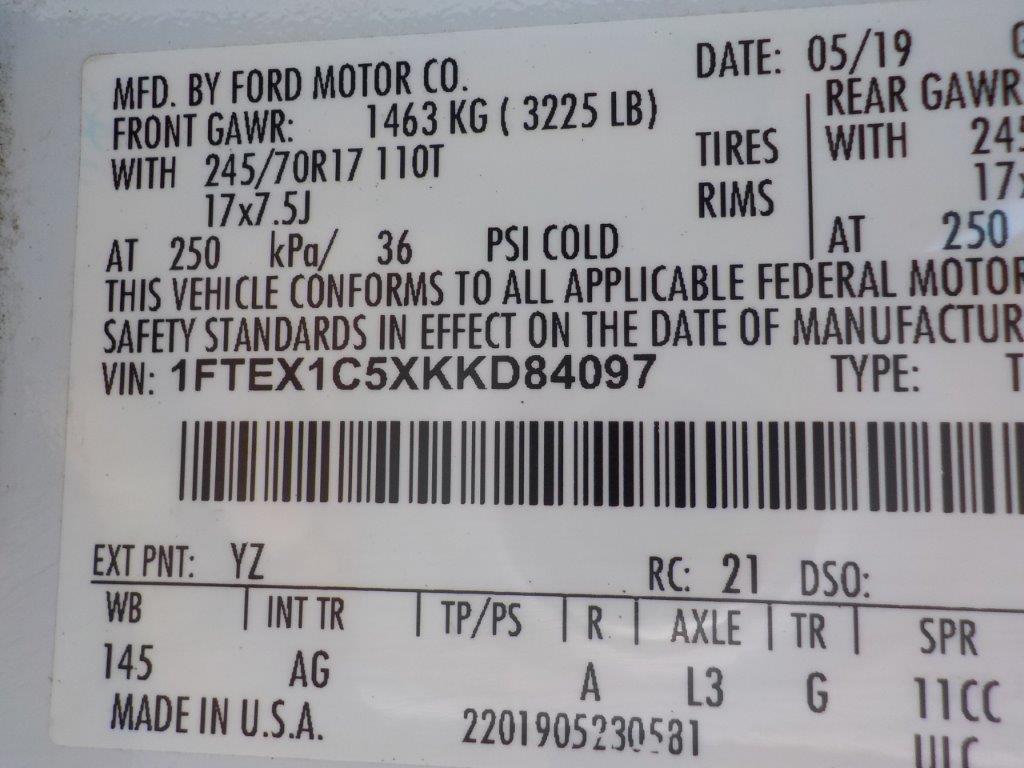 MFD. BY FORD MOTOR CO. DATE: 05/19
FRONT GAWR: 1463 KG ( 3225 LB) REAR GAWR
WITH 245/70R17 110T TIRES WITH 245
17x7.5J RIMS 17x
AT 250 kPa/ 36 PSI COLD AT 250
THIS VEHICLE CONFORMS TO ALL APPLICABLE FEDERAL MOTOR
SAFETY STANDARDS IN EFFECT ON THE DATE OF MANUFACTUR
VIN: 1FTEX1C5XKKD84097 TYPE: T
EXT PNT: YZ RC: 21 DSO:
WB INT TR TP/PS R AXLE TR SPR
145 AG A L3 G 11CC
MADE IN U.S.A. 2201905230581